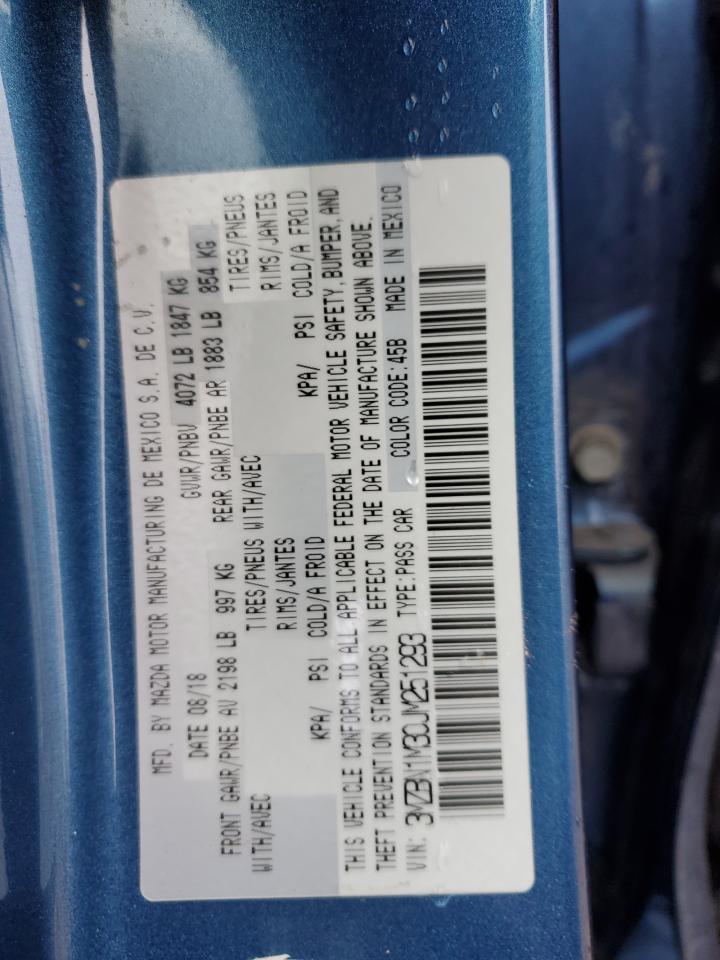 MFD. BY MAZDA MOTOR MANUFACTURING DE MEXICO S.A. DE C.V.
DATE 08/18 GVWR/PNBV 4072 LB 1847 KG
FRONT GAWR/PNBE AV 2198 LB 997 KG REAR GAWR/PNBE AR 1883 LB 854 KG
WITH/AVEC TIRES/PNEUS WITH/AVEC TIRES/PNEUS
RIMS/JANTES RIMS/JANTES
KPA/ PSI COLD/A FROID KPA/ PSI COLD/A FROID
THIS VEHICLE CONFORMS TO ALL APPLICABLE FEDERAL MOTOR VEHICLE SAFETY, BUMPER, AND
THEFT PREVENTION STANDARDS IN EFFECT ON THE DATE OF MANUFACTURE SHOWN ABOVE.
VIN: 3MZBN1M30JM251293 TYPE:PASS CAR COLOR CODE:45B MADE IN MEXICO